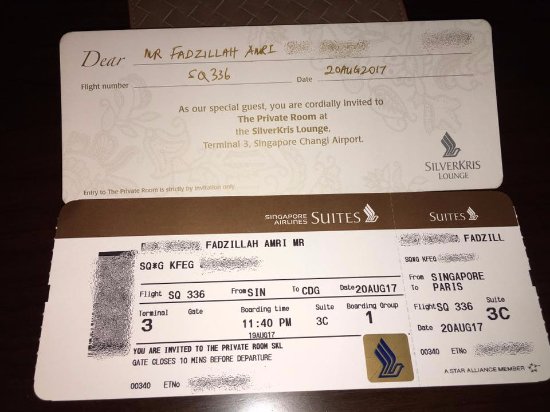 Dear MR FADZILLAH AMRI
Flight number SQ 336 Date 20AUG2017
As our special guest, you are cordially invited to
The Private Room at
the SilverKris Lounge,
Terminal 3, Singapore Changi Airport.
SILVERKRIS
LOUNGE
Entry to The Private Room is strictly by invitation only.
SINGAPORE
AIRLINES SUITES
FADZILLAH AMRI MR
SQ*G KFEG
Flight SQ 336 From SIN To CDG Date 20AUG17
Terminal Gate Boarding time Suite Boarding Group
3 11:40 PM 3C 1
19AUG17
YOU ARE INVITED TO THE PRIVATE ROOM SKL
GATE CLOSES 10 MINS BEFORE DEPARTURE
00340 ETNo
SUITES
FADZILL
SQ*G KFEG
From SINGAPORE
To PARIS
Flight SQ 336 Suite
Date 20AUG17 3C
00340 ETNo
A STAR ALLIANCE MEMBER